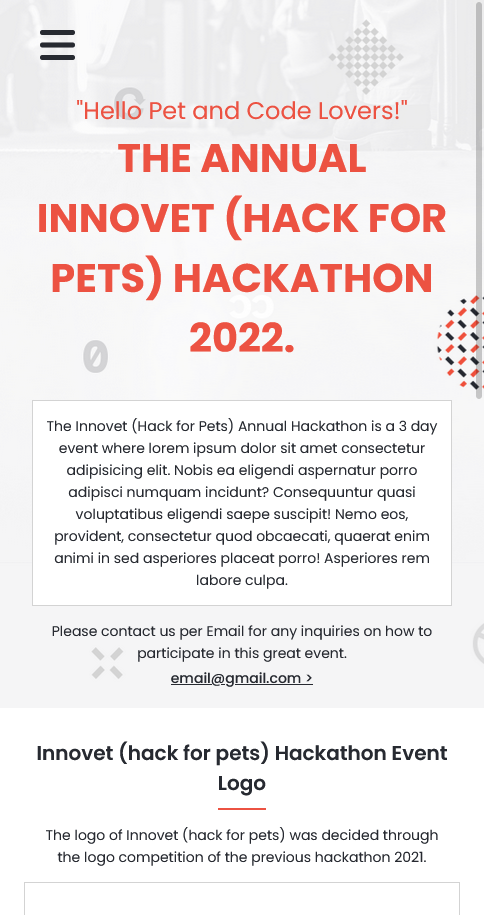 "Hello Pet and Code Lovers!"
THE ANNUAL
INNOVET (HACK FOR
PETS) HACKATHON
2022.
The Innovet (Hack for Pets) Annual Hackathon is a 3 day
event where lorem ipsum dolor sit amet consectetur
adipisicing elit. Nobis ea eligendi aspernatur porro
adipisci numquam incidunt? Consequuntur quasi
voluptatibus eligendi saepe suscipit! Nemo eos,
provident, consectetur quod obcaecati, quaerat enim
animi in sed asperiores placeat porro! Asperiores rem
labore culpa.
Please contact us per Email for any inquiries on how to
participate in this great event.
email@gmail.com >
Innovet (hack for pets) Hackathon Event
Logo
The logo of Innovet (hack for pets) was decided through
the logo competition of the previous hackathon 2021.